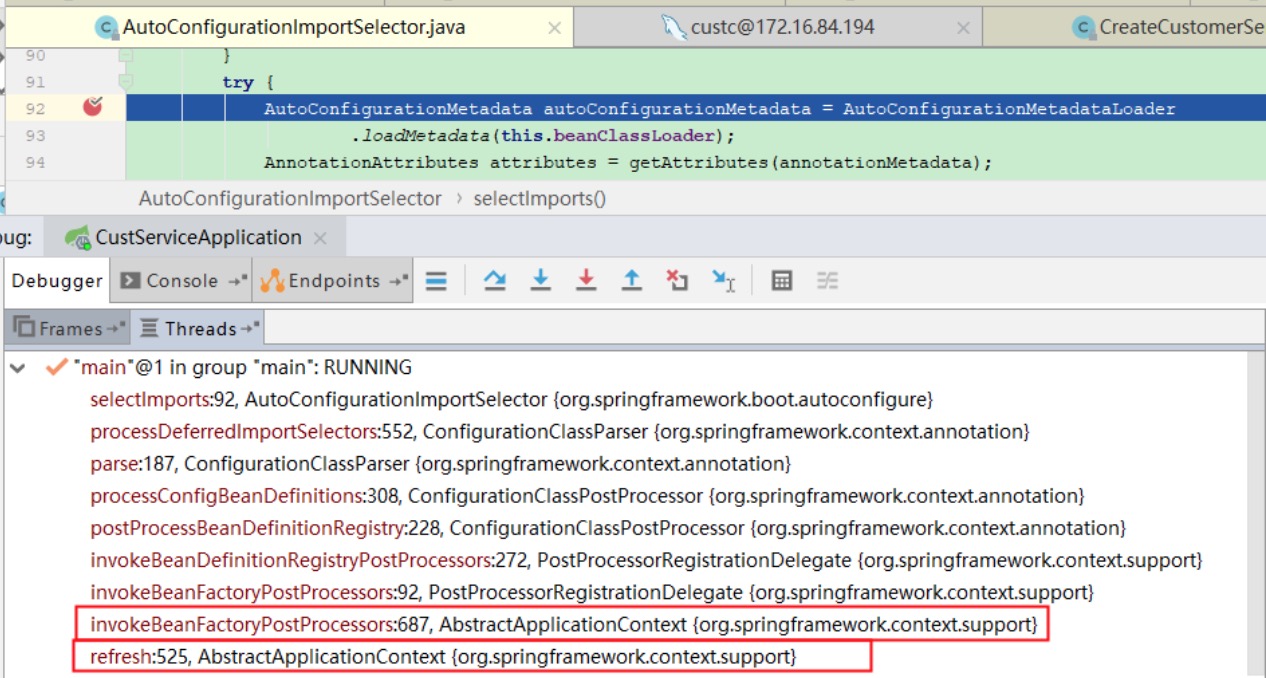 AutoConfigurationImportSelector.java custc@172.16.84.194 CreateCustomerSe
90 }
91 try {
92 AutoConfigurationMetadata autoConfigurationMetadata = AutoConfigurationMetadataLoader
93 .loadMetadata(this.beanClassLoader);
94 AnnotationAttributes attributes = getAttributes(annotationMetadata);
AutoConfigurationImportSelector › selectImports()
bug: CustServiceApplication
Debugger Console Endpoints
Frames Threads
"main"@1 in group "main": RUNNING
selectImports:92, AutoConfigurationImportSelector {org.springframework.boot.autoconfigure}
processDeferredImportSelectors:552, ConfigurationClassParser {org.springframework.context.annotation}
parse:187, ConfigurationClassParser {org.springframework.context.annotation}
processConfigBeanDefinitions:308, ConfigurationClassPostProcessor {org.springframework.context.annotation}
postProcessBeanDefinitionRegistry:228, ConfigurationClassPostProcessor {org.springframework.context.annotation}
invokeBeanDefinitionRegistryPostProcessors:272, PostProcessorRegistrationDelegate {org.springframework.context.support}
invokeBeanFactoryPostProcessors:92, PostProcessorRegistrationDelegate {org.springframework.context.support}
invokeBeanFactoryPostProcessors:687, AbstractApplicationContext {org.springframework.context.support}
refresh:525, AbstractApplicationContext {org.springframework.context.support}